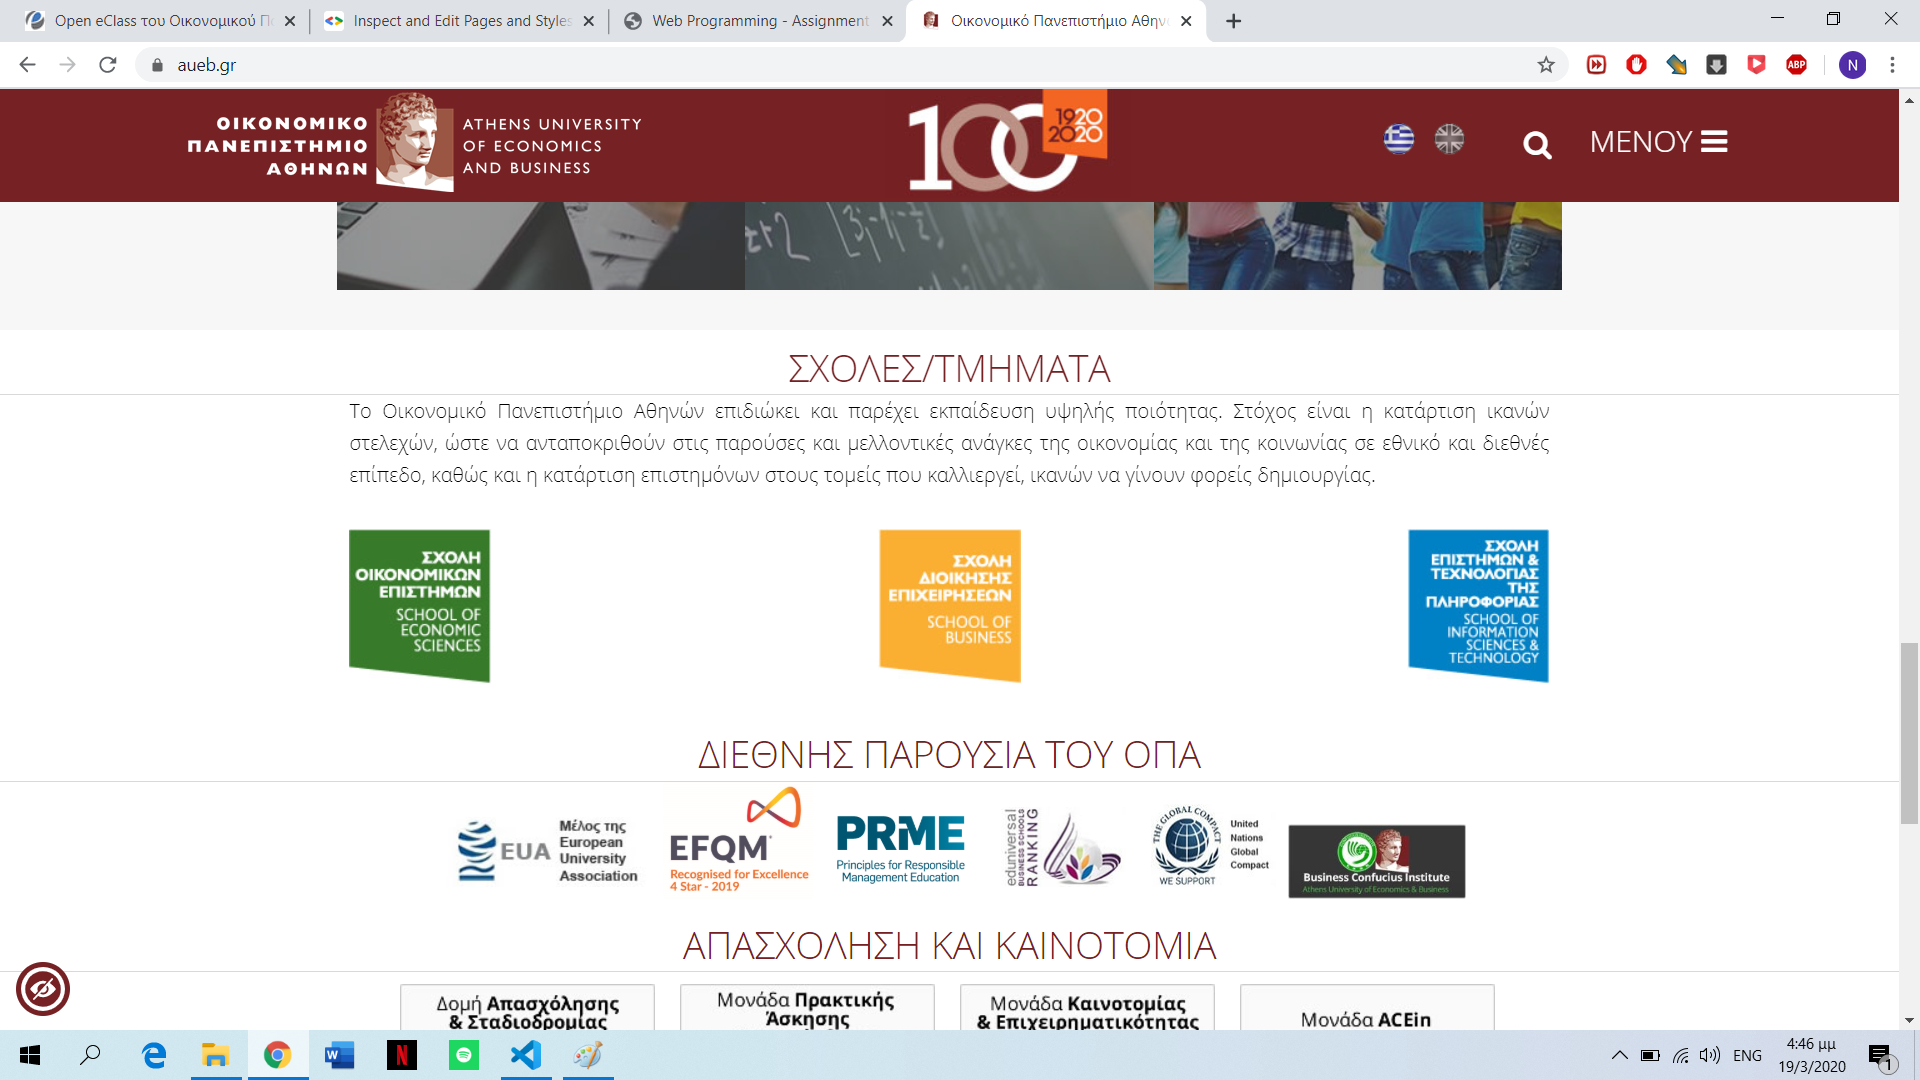 Open eClass του Οικονομικού Πα
Inspect and Edit Pages and Styles
Web Programming - Assignment
Οικονομικό Πανεπιστήμιο Αθην
aueb.gr
N
ABP
ΟΙΚΟΝΟΜΙΚΟ
ΠΑΝΕΠΙΣΤΗΜΙΟ
ΑΘΗΝΩΝ
ATHENS UNIVERSITY
OF ECONOMICS
AND BUSINESS
100
1920
2020
ΜΕΝΟΥ
ΣΧΟΛΕΣ/ΤΜΗΜΑΤΑ
Το Οικονομικό Πανεπιστήμιο Αθηνών επιδιώκει και παρέχει εκπαίδευση υψηλής ποιότητας. Στόχος είναι η κατάρτιση ικανών
στελεχών, ώστε να ανταποκριθούν στις παρούσες και μελλοντικές ανάγκες της οικονομίας και της κοινωνίας σε εθνικό και διεθνές
επίπεδο, καθώς και η κατάρτιση επιστημόνων στους τομείς που καλλιεργεί, ικανών να γίνουν φορείς δημιουργίας.
ΣΧΟΛΗ
ΟΙΚΟΝΟΜΙΚΩΝ
ΕΠΙΣΤΗΜΩΝ
SCHOOL OF
ECONOMIC
SCIENCES
ΣΧΟΛΗ
ΔΙΟΙΚΗΣΗΣ
ΕΠΙΧΕΙΡΗΣΕΩΝ
SCHOOL OF
BUSINESS
ΣΧΟΛΗ
ΕΠΙΣΤΗΜΩΝ &
ΤΕΧΝΟΛΟΓΙΑΣ
ΤΗΣ
ΠΛΗΡΟΦΟΡΙΑΣ
SCHOOL OF
INFORMATION
SCIENCES &
TECHNOLOGY
ΔΙΕΘΝΗΣ ΠΑΡΟΥΣΙΑ ΤΟΥ ΟΠΑ
EUA
Μέλος της
European
University
Association
EFQM
Recognised for Excellence
4 Star - 2019
PRME
Principles for Responsible
Management Education
eduniversal
BUSINESS SCHOOLS
RANKING
THE GLOBAL COMPACT
WE SUPPORT
United
Nations
Global
Compact
Business Confucius Institute
Athens University of Economics & Business
ΑΠΑΣΧΟΛΗΣΗ ΚΑΙ ΚΑΙΝΟΤΟΜΙΑ
Δομή Απασχόλησης
& Σταδιοδρομίας
Μονάδα Πρακτικής
Άσκησης
Μονάδα Καινοτομίας
& Επιχειρηματικότητας
Μονάδα ACEin
ENG
4:46 μμ
19/3/2020
1